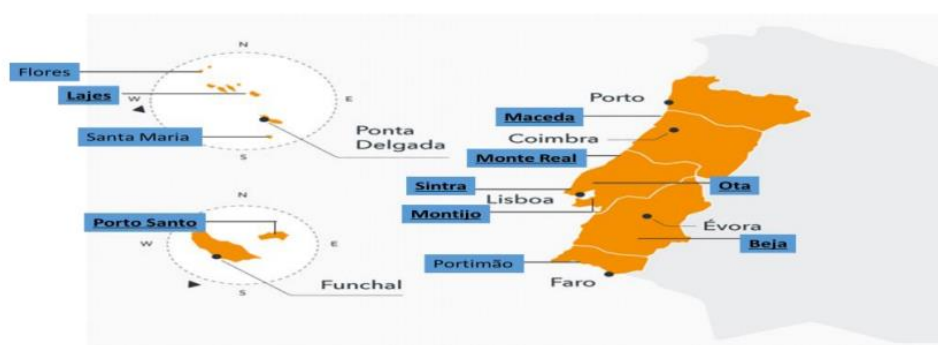 N
Flores
Lajes
W
E
Santa Maria
Ponta
Delgada
S
N
Porto Santo
W
E
Funchal
S
Porto
Maceda
Coimbra
Monte Real
Sintra
Ota
Lisboa
Montijo
Évora
Beja
Portimão
Faro